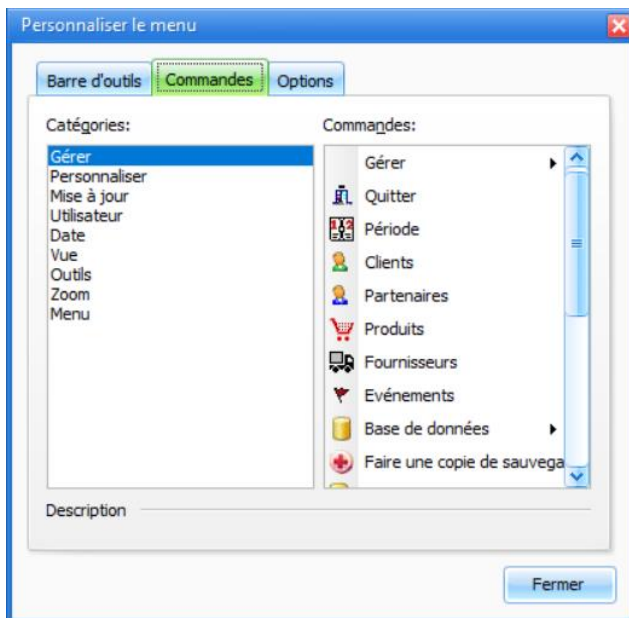 Personnaliser le menu
Barre d'outils
Commandes
Options
Catégories:
Gérer
Personnaliser
Mise à jour
Utilisateur
Date
Vue
Outils
Zoom
Menu
Commandes:
Gérer
Quitter
Période
Clients
Partenaires
Produits
Fournisseurs
Evénements
Base de données
Faire une copie de sauvega
Description
Fermer